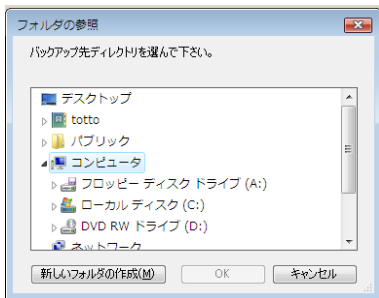 フォルダの参照
バックアップ先ディレクトリを選んで下さい。
デスクトップ
totto
パブリック
コンピュータ
フロッピー ディスク ドライブ (A:)
ローカル ディスク (C:)
DVD RW ドライブ (D:)
ネットワーク
新しいフォルダの作成(M)
OK
キャンセル